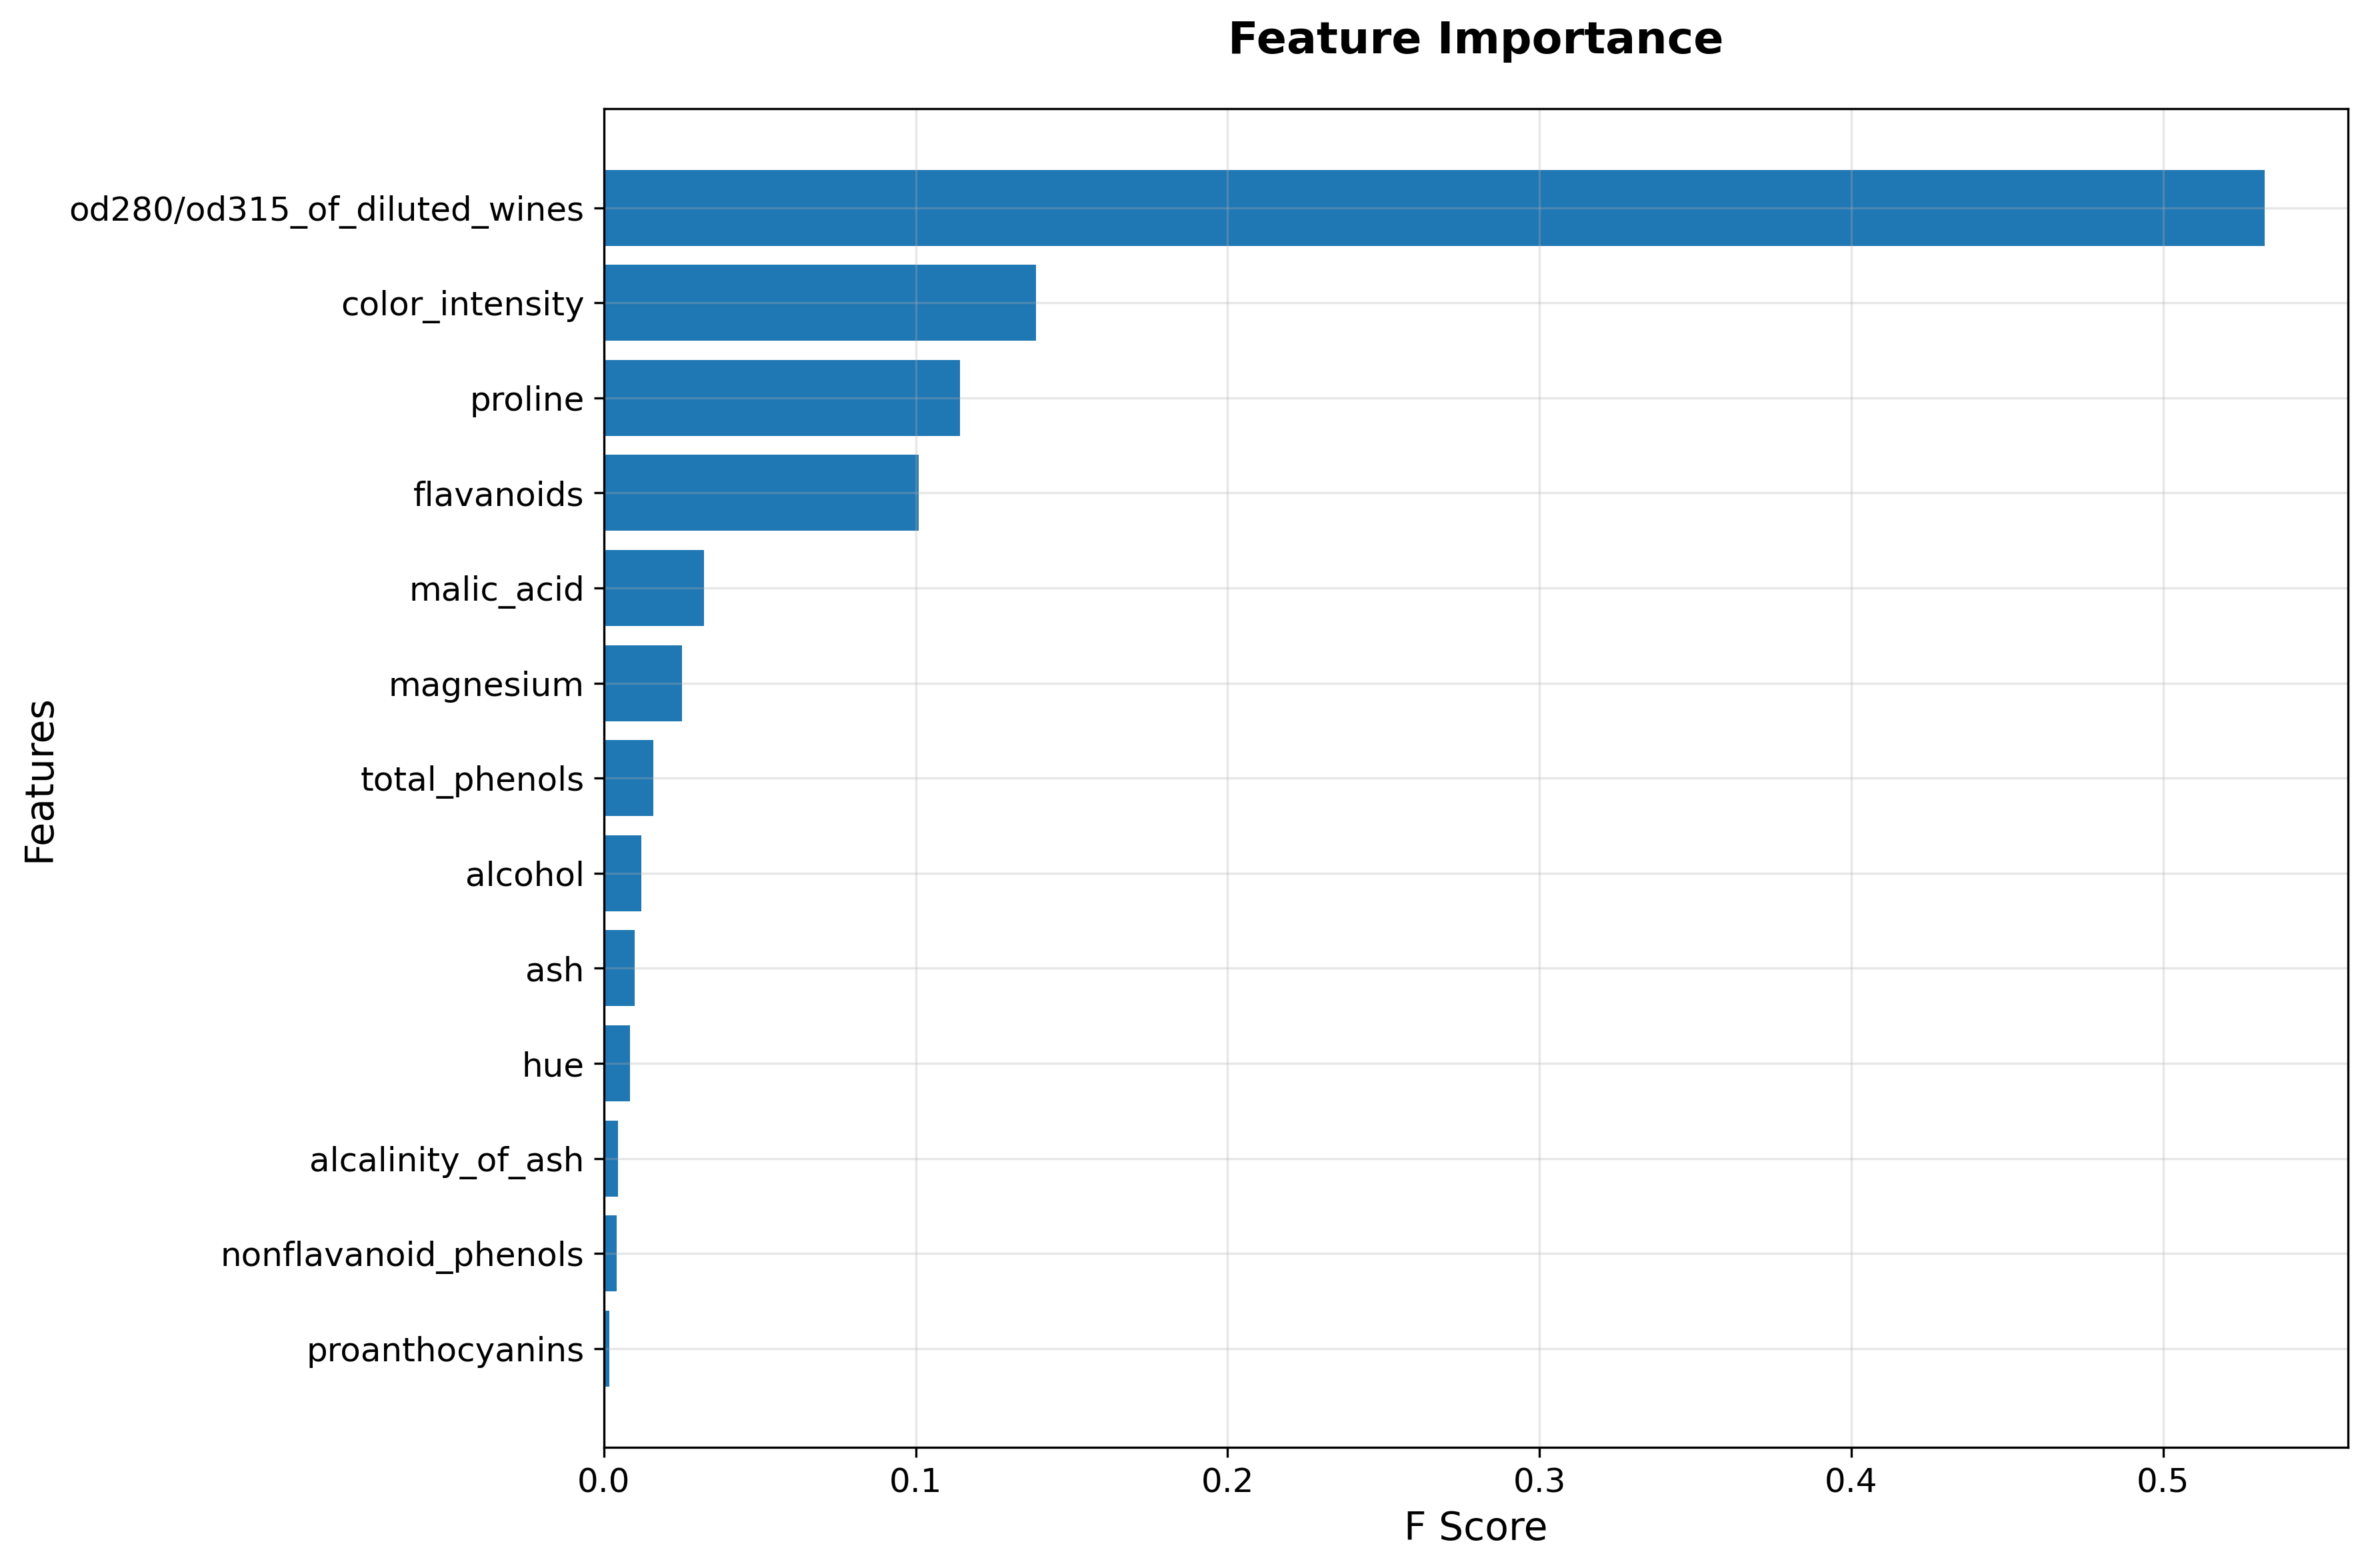 Feature Importance
od280/od315_of_diluted_wines
color_intensity
proline
flavanoids
malic_acid
magnesium
total_phenols
alcohol
ash
hue
alcalinity_of_ash
nonflavanoid_phenols
proanthocyanins
Features
0.0 0.1 0.2 0.3 0.4 0.5
F Score